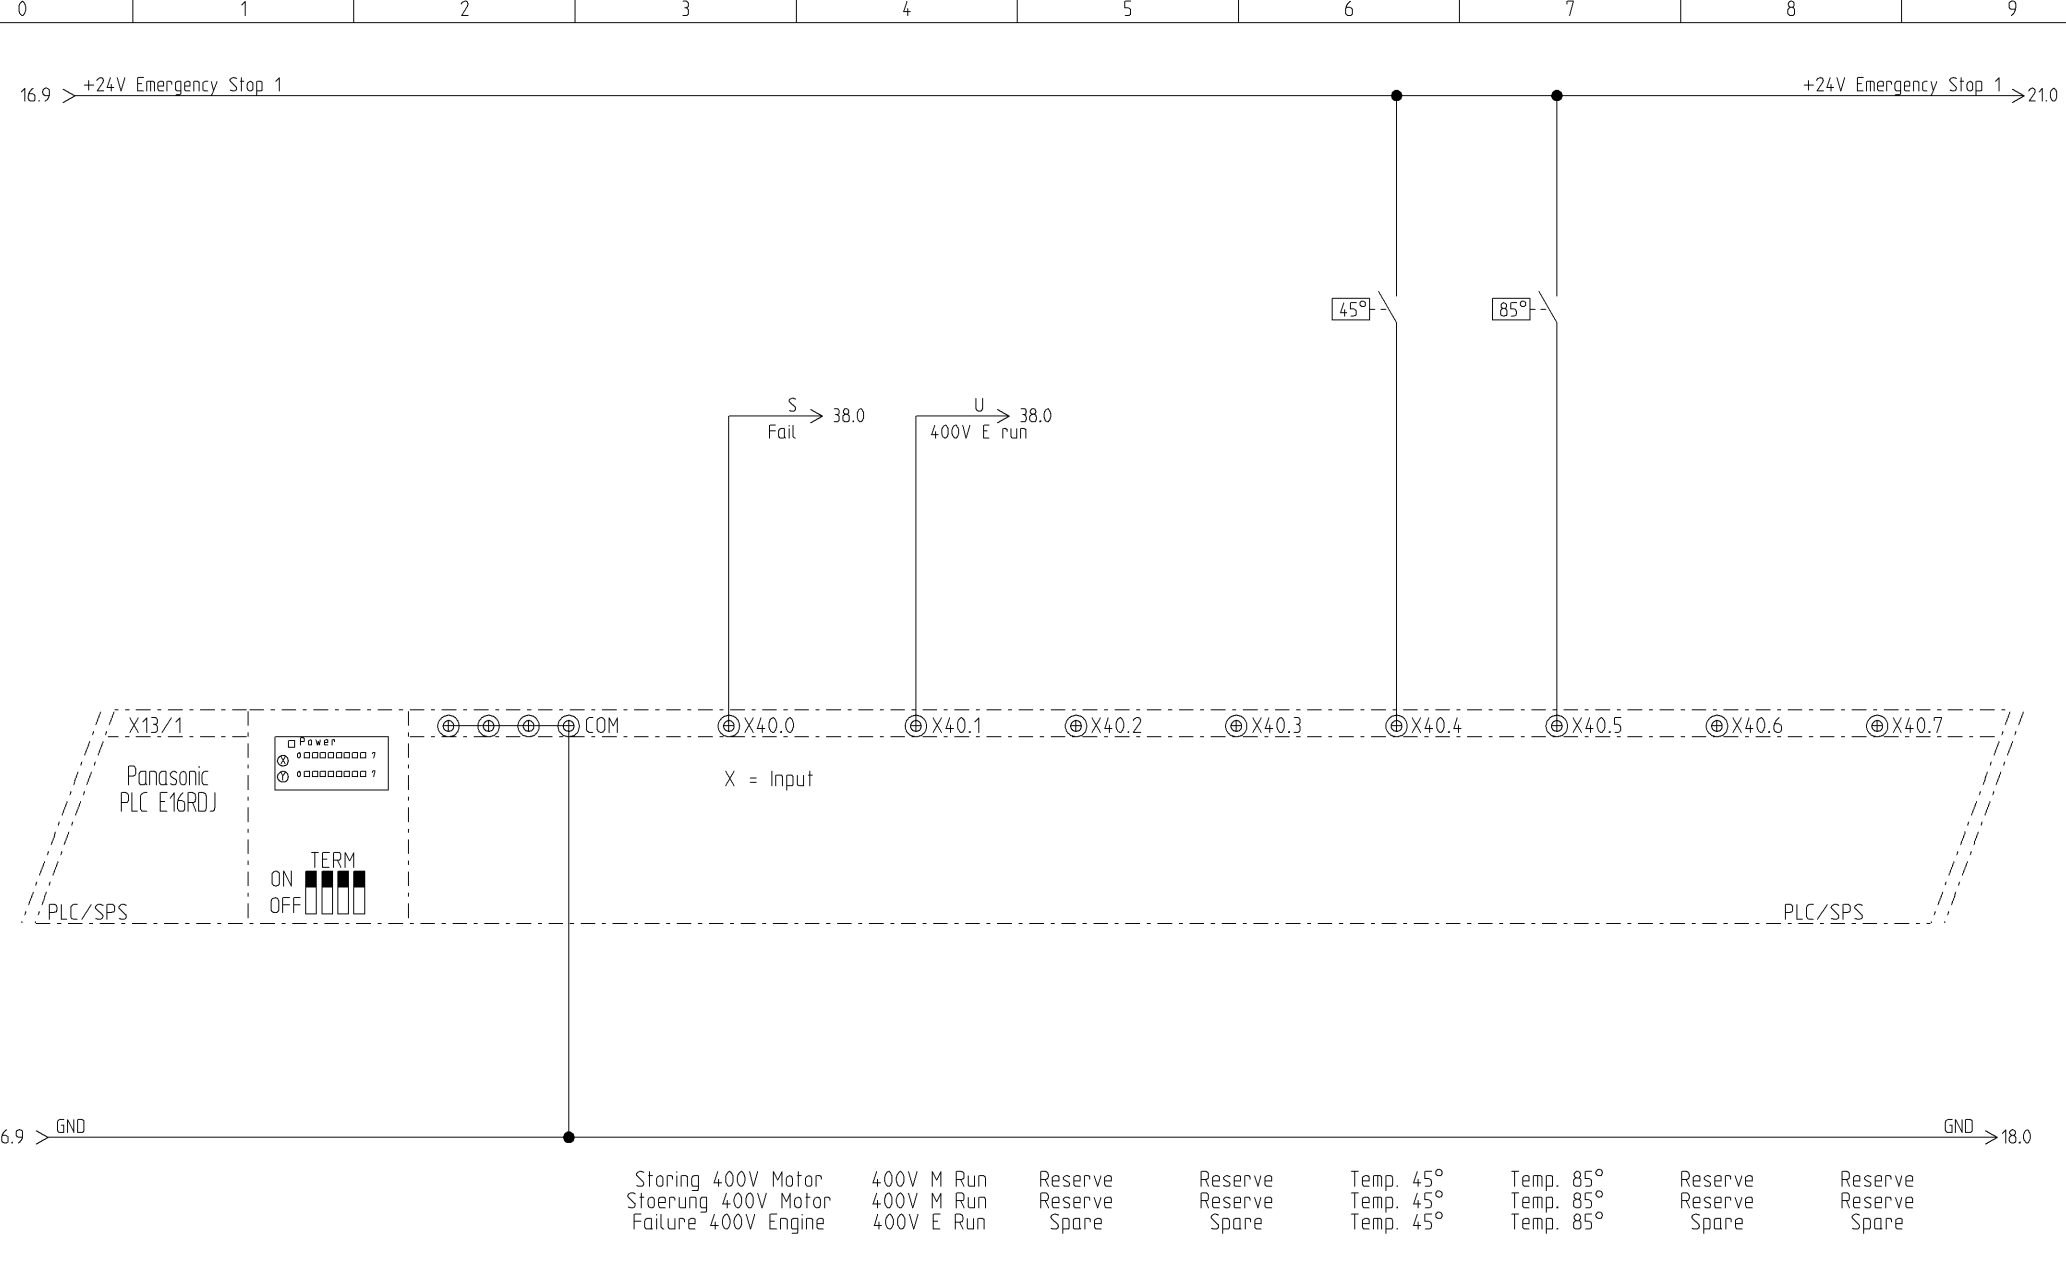 0 1 2 3 4 5 6 7 8 9
+24V Emergency Stop 1
+24V Emergency Stop 1
16.9
21.0
45°
85°
S
38.0
Fail
U
38.0
400V E run
X13/1
COM
X40.0
X40.1
X40.2
X40.3
X40.4
X40.5
X40.6
X40.7
Power
X 0 7
Y 0 7
Panasonic
PLC E16RDJ
X = Input
TERM
ON
OFF
PLC/SPS
PLC/SPS
GND
GND
6.9
18.0
Storing 400V Motor 400V M Run Reserve Reserve Temp. 45° Temp. 85° Reserve Reserve
Stoerung 400V Motor 400V M Run Reserve Reserve Temp. 45° Temp. 85° Reserve Reserve
Failure 400V Engine 400V E Run Spare Spare Temp. 45° Temp. 85° Spare Spare